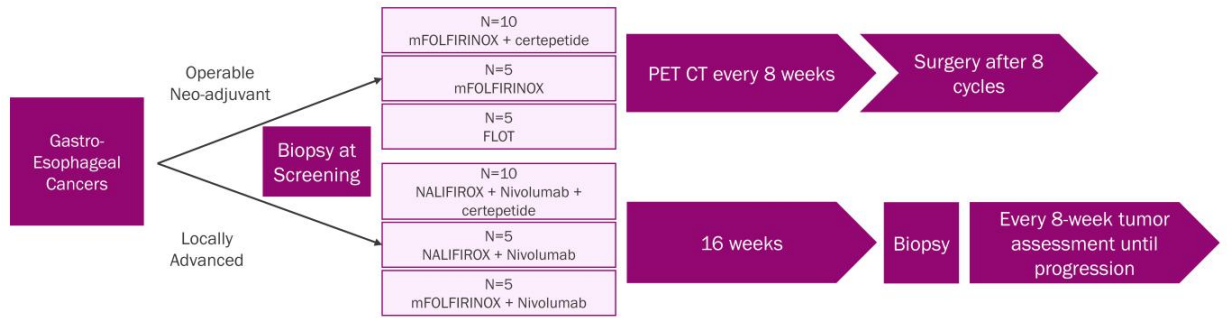 Gastro-
Esophageal
Cancers
Operable
Neo-adjuvant
Locally
Advanced
Biopsy at
Screening
N=10
mFOLFIRINOX + certepetide
N=5
mFOLFIRINOX
N=5
FLOT
N=10
NALIFIROX + Nivolumab +
certepetide
N=5
NALIFIROX + Nivolumab
N=5
mFOLFIRINOX + Nivolumab
PET CT every 8 weeks
Surgery after 8
cycles
16 weeks
Biopsy
Every 8-week tumor
assessment until
progression